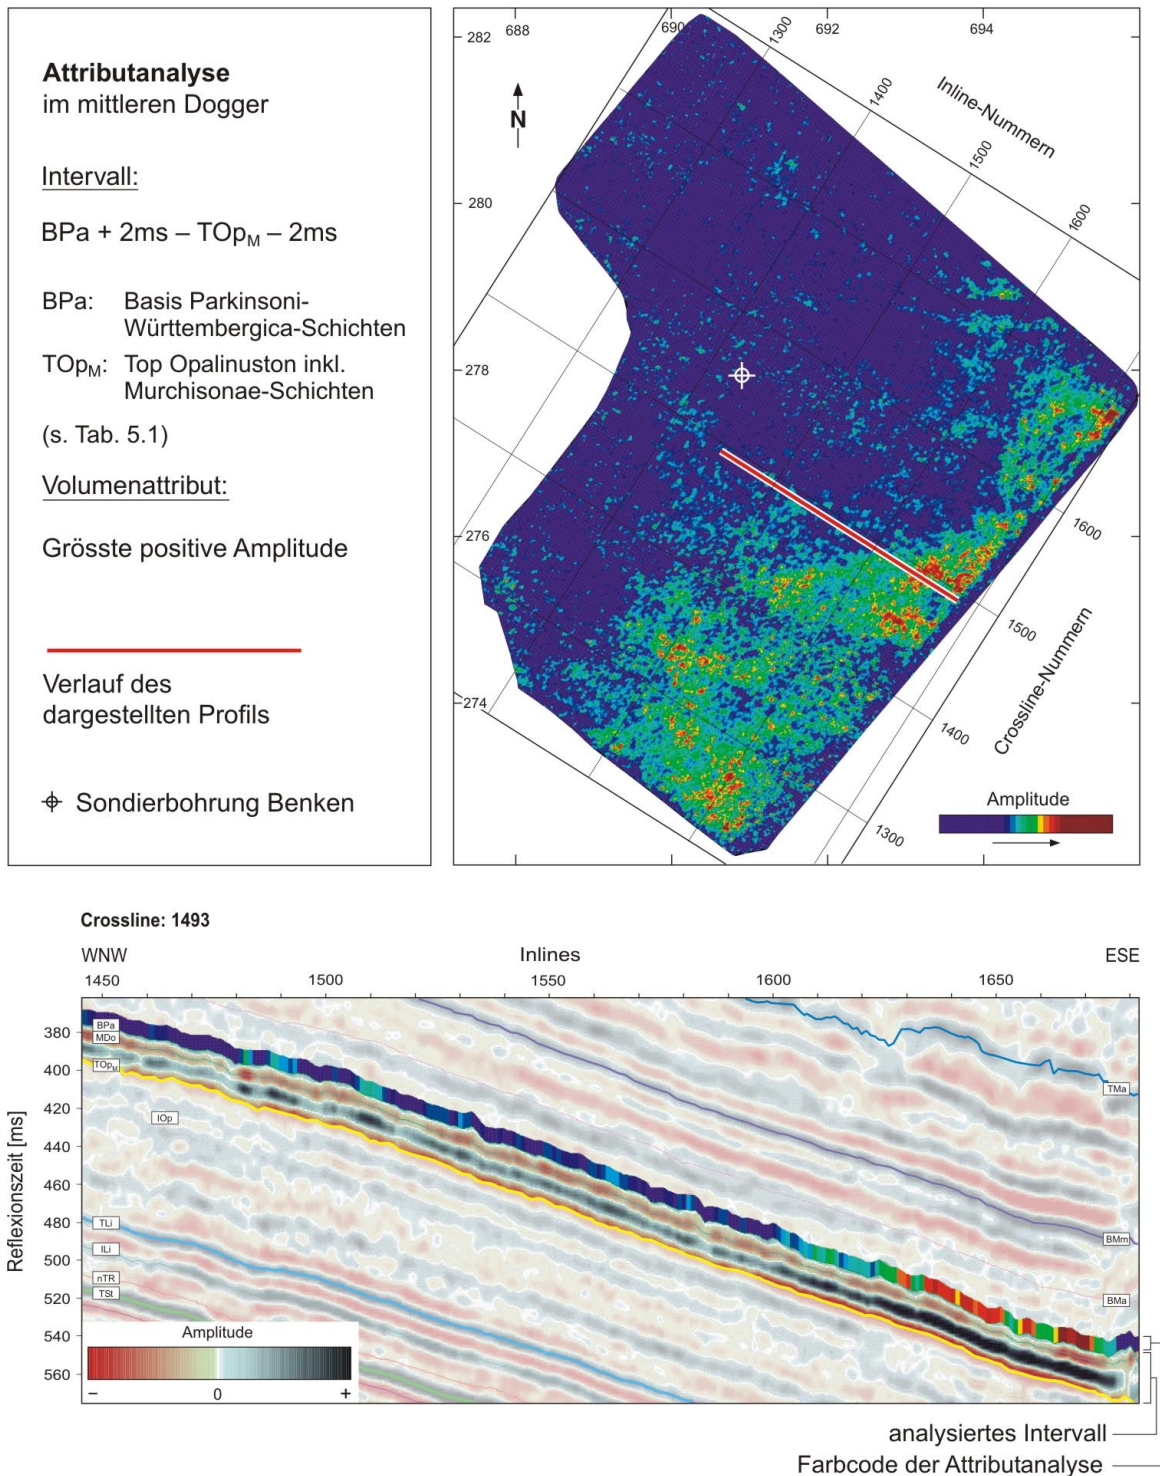 Attributanalyse
im mittleren Dogger
Intervall:
BPa + 2ms – TOpM – 2ms
BPa: Basis Parkinsoni-
Württembergica-Schichten
TOpM: Top Opalinuston inkl.
Murchisonae-Schichten
(s. Tab. 5.1)
Volumenattribut:
Grösste positive Amplitude
Verlauf des
dargestellten Profils
Sondierbohrung Benken
688 690 692 694
282
280
278
276
274
N
Inline-Nummern
1300
1400
1500
1600
Crossline-Nummern
1600
1500
1400
1300
Amplitude
Crossline: 1493
WNW Inlines ESE
1450 1500 1550 1600 1650
Reflexionszeit [ms]
380
400
420
440
460
480
500
520
540
560
BPa
MDo
TOpM
IOp
TLi
ILi
nTR
TSt
TMa
BMm
BMa
Amplitude
– 0 +
analysiertes Intervall
Farbcode der Attributanalyse